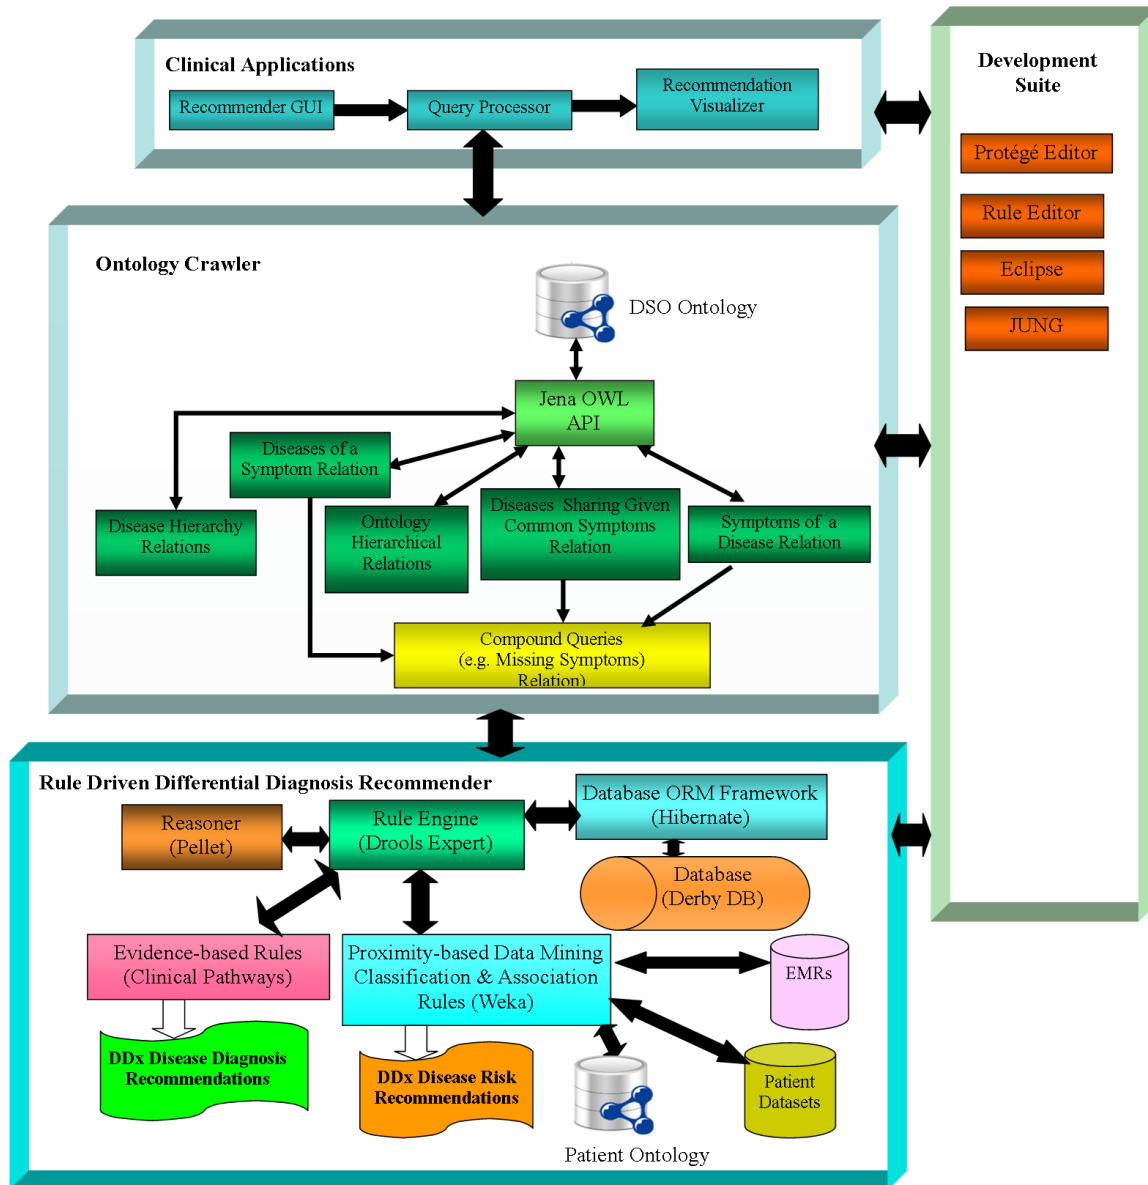 Clinical Applications
Recommender GUI
Query Processor
Recommendation
Visualizer
Development
Suite
Protégé Editor
Rule Editor
Eclipse
JUNG
Ontology Crawler
DSO Ontology
Jena OWL
API
Diseases of a
Symptom Relation
Disease Hierarchy
Relations
Ontology
Hierarchical
Relations
Diseases  Sharing Given
Common Symptoms
Relation
Symptoms of  a
Disease Relation
Compound Queries
(e.g. Missing Symptoms)
Relation)
Rule Driven Differential Diagnosis Recommender
Reasoner
(Pellet)
Rule Engine
(Drools Expert)
Database ORM Framework
(Hibernate)
Database
(Derby DB)
Evidence-based Rules
(Clinical Pathways)
Proximity-based Data Mining
Classification & Association
Rules (Weka)
EMRs
DDx Disease Diagnosis
Recommendations
DDx Disease Risk
Recommendations
Patient
Datasets
Patient Ontology